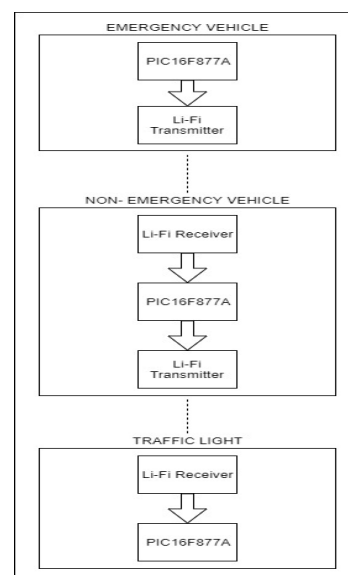 EMERGENCY VEHICLE
PIC16F877A
Li-Fi
Transmitter
NON- EMERGENCY VEHICLE
Li-Fi Receiver
PIC16F877A
Li-Fi
Transmitter
TRAFFIC LIGHT
Li-Fi Receiver
PIC16F877A